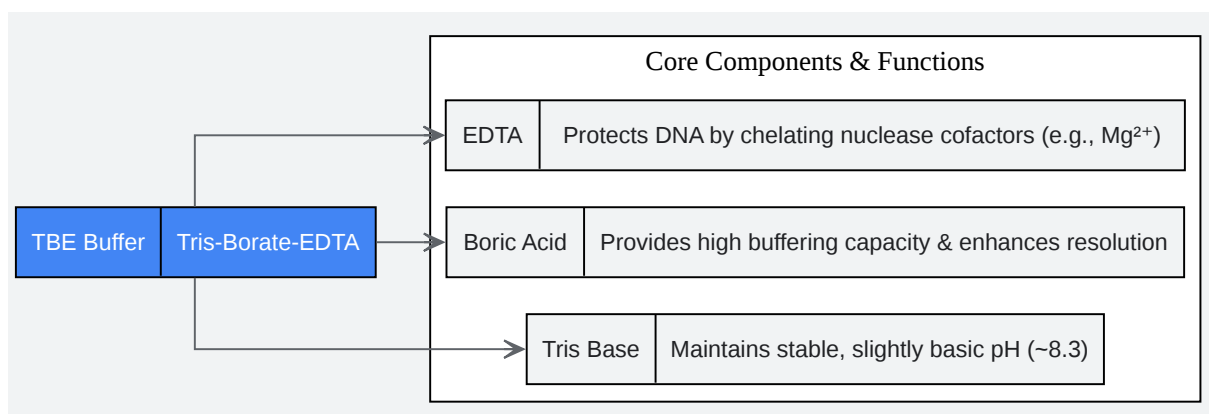 Core Components & Functions
EDTA
Protects DNA by chelating nuclease cofactors (e.g., Mg²⁺)
TBE Buffer
Tris-Borate-EDTA
Boric Acid
Provides high buffering capacity & enhances resolution
Tris Base
Maintains stable, slightly basic pH (~8.3)